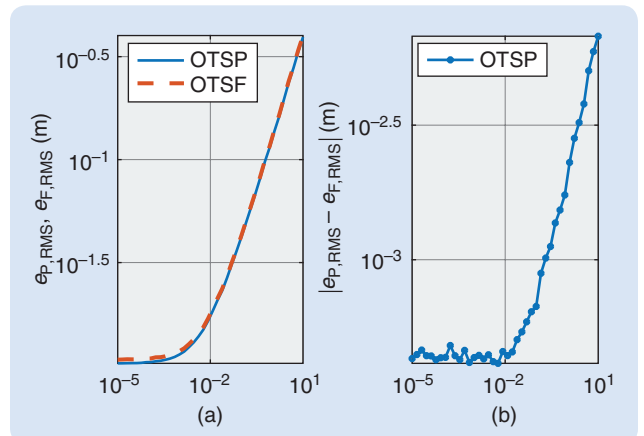 10^−0.5
10^−1
10^−1.5
e_P,RMS, e_F,RMS (m)
OTSP
OTSF
10^−5
10^−2
10^1
(a)
10^−2.5
10^−3
|e_P,RMS − e_F,RMS| (m)
OTSP
10^−5
10^−2
10^1
(b)